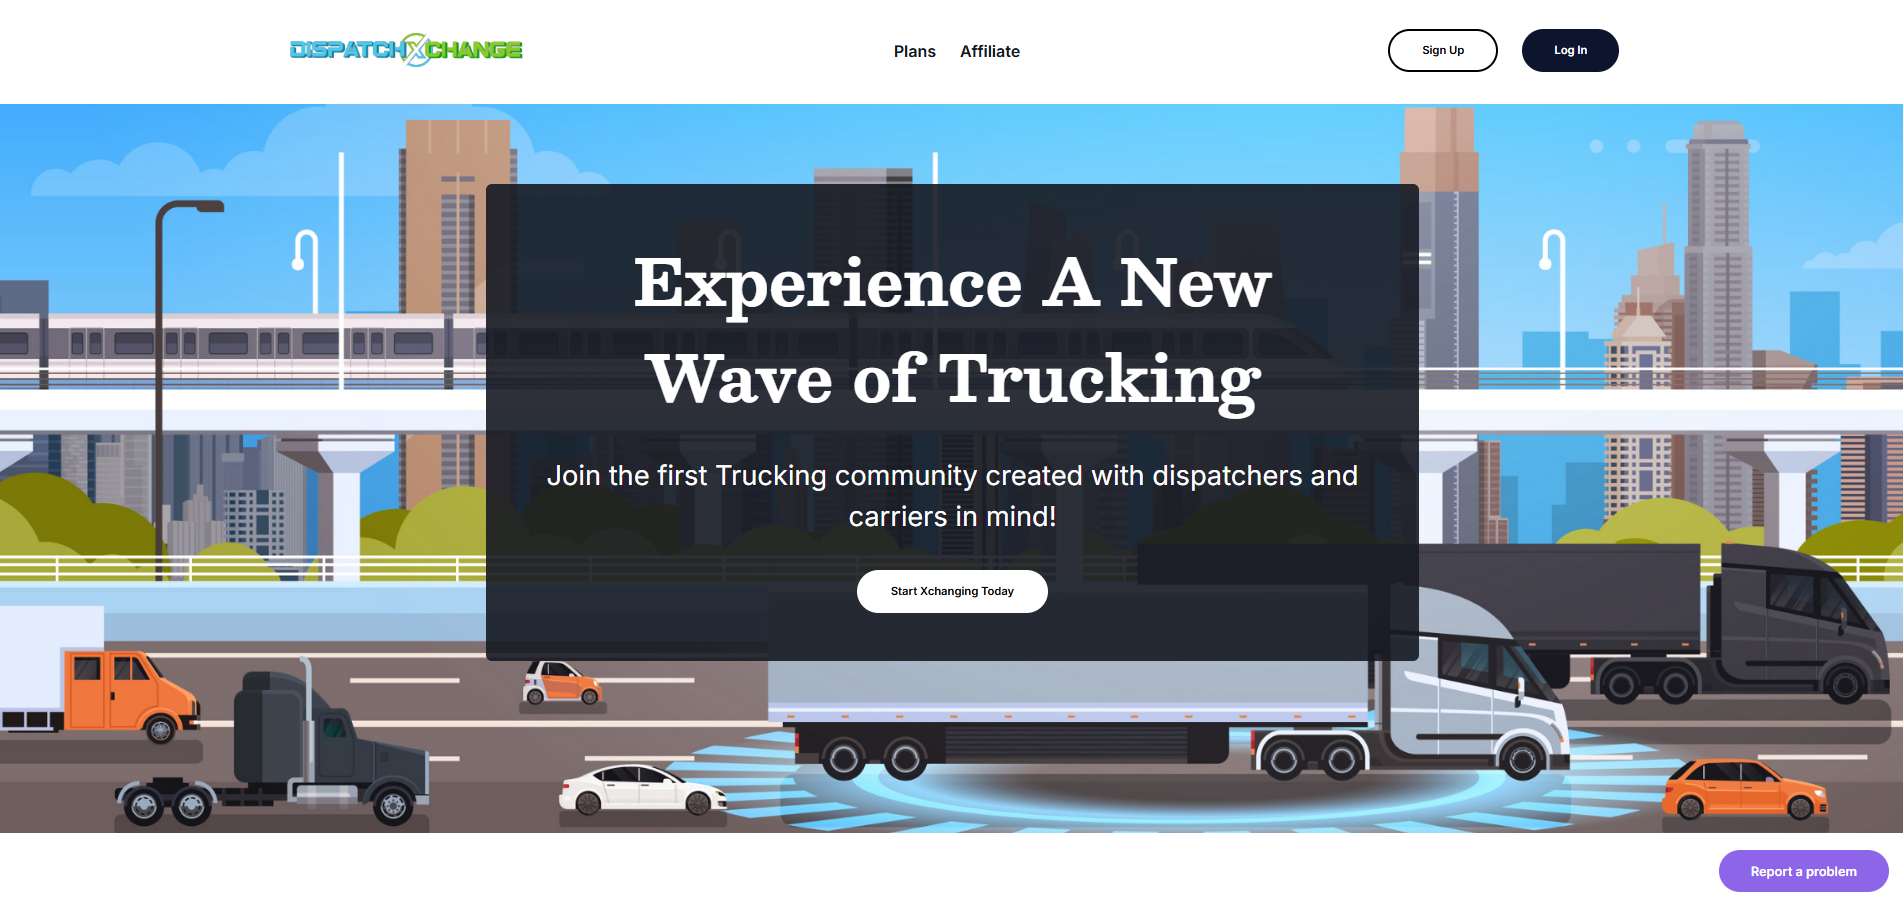 DISPATCHXCHANGE
Plans Affiliate
Sign Up
Log In
Experience A New
Wave of Trucking
Join the first Trucking community created with dispatchers and
carriers in mind!
Start Xchanging Today
Report a problem